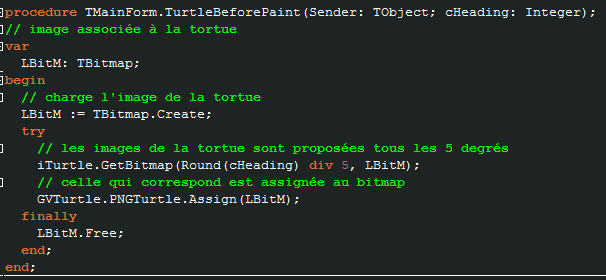 procedure TMainForm.TurtleBeforePaint(Sender: TObject; cHeading: Integer);
// image associée à la tortue
var
  LBitM: TBitmap;
begin
  // charge l'image de la tortue
  LBitM := TBitmap.Create;
  try
    // les images de la tortue sont proposées tous les 5 degrés
    iTurtle.GetBitmap(Round(cHeading) div 5, LBitM);
    // celle qui correspond est assignée au bitmap
    GVTurtle.PNGTurtle.Assign(LBitM);
  finally
    LBitM.Free;
  end;
end;